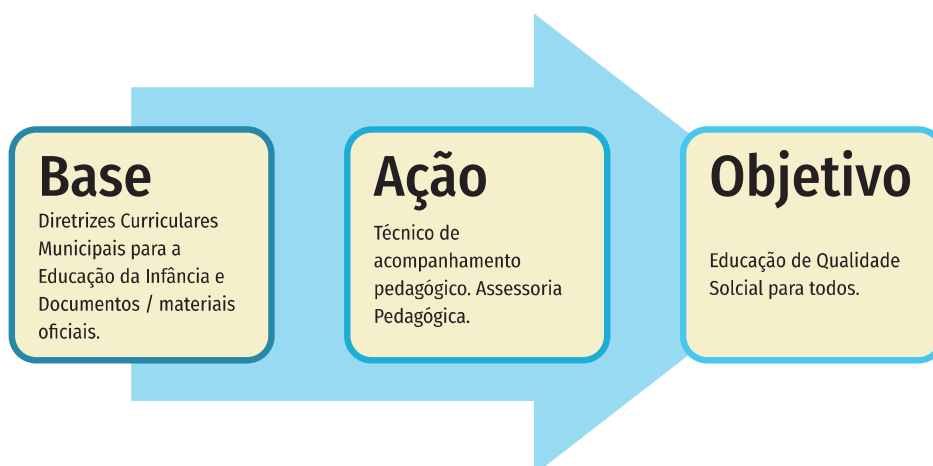 Base
Diretrizes Curriculares
Municipais para a
Educação da Infância e
Documentos / materiais
oficiais.
Ação
Técnico de
acompanhamento
pedagógico. Assessoria
Pedagógica.
Objetivo
Educação de Qualidade
Solcial para todos.